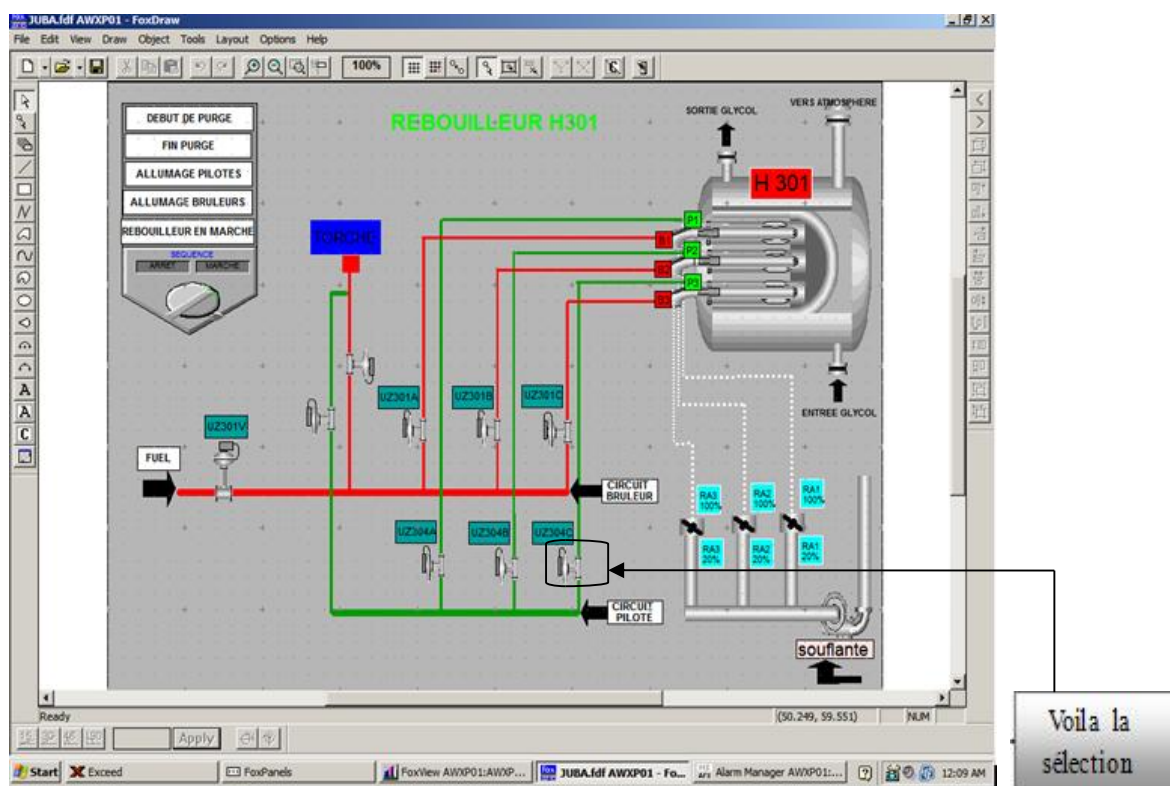 JUBA.fdf AWXP01 - FoxDraw
File Edit View Draw Object Tools Layout Options Help
100%
DEBUT DE PURGE
FIN PURGE
ALLUMAGE PILOTES
ALLUMAGE BRULEURS
REBOUILLEUR EN MARCHE
SEQUENCE
ARRET MARCHE
REBOUILLEUR H301
TORCHE
SORTIE GLYCOL
VERS ATMOSPHERE
H 301
P1
B1
P2
B2
P3
B3
ENTREE GLYCOL
UZ301A
UZ301B
UZ301C
UZ301V
FUEL
CIRCUIT
BRULEUR
RA3
100%
RA2
100%
RA1
100%
UZ304A
UZ304B
UZ304C
RA3
20%
RA2
20%
RA1
20%
CIRCUIT
PILOTE
souflante
Voila la
sélection
Ready
(50.249, 59.551)
NUM
Apply
Start
Exceed
FoxPanels
FoxView AWXP01:AWXP...
JUBA.fdf AWXP01 - Fo...
Alarm Manager AWXP01:...
12:09 AM